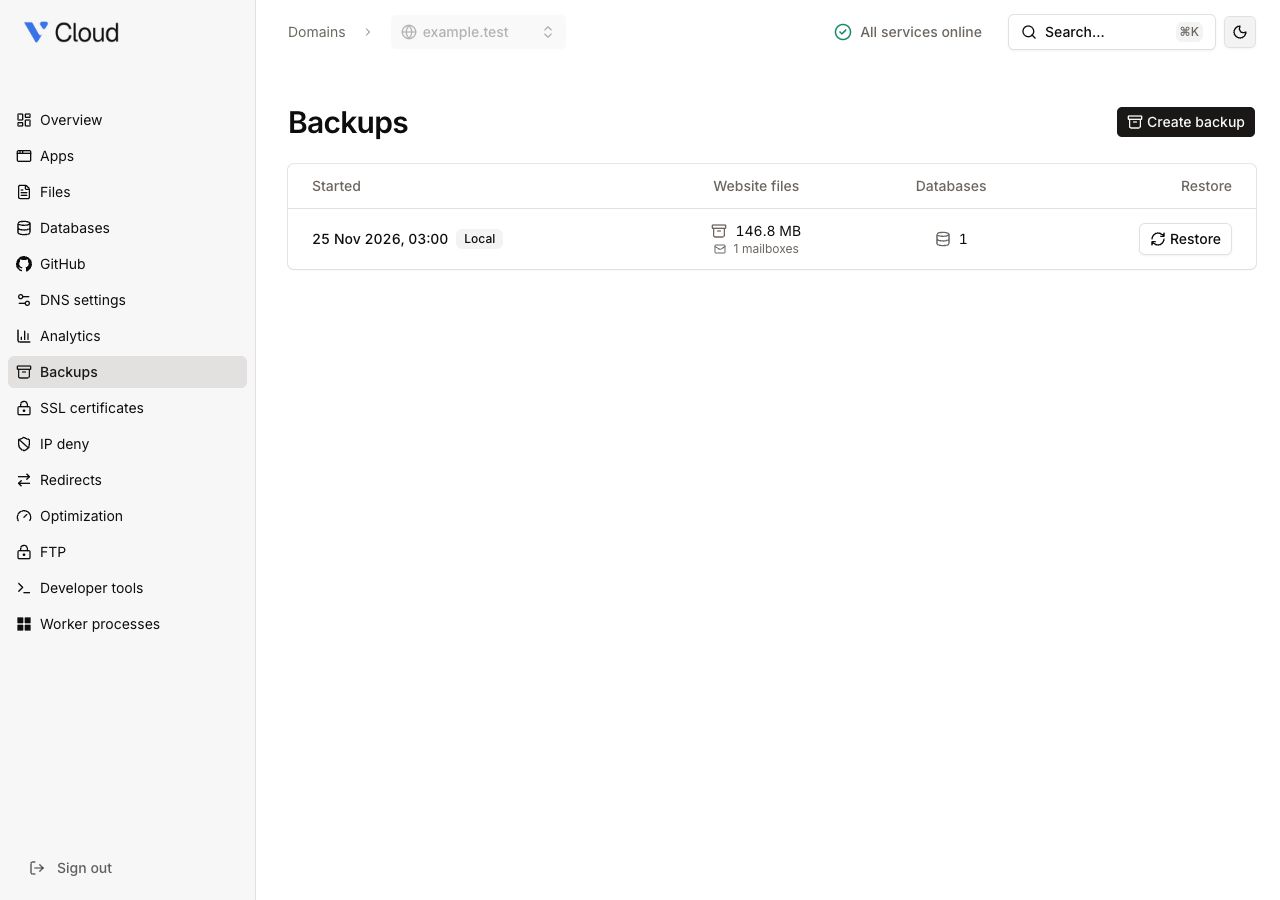 Cloud
Domains
example.test
All services online
Search...
⌘K
Overview
Apps
Files
Databases
GitHub
DNS settings
Analytics
Backups
SSL certificates
IP deny
Redirects
Optimization
FTP
Developer tools
Worker processes
Sign out
Backups
Create backup
Started Website files Databases Restore
25 Nov 2026, 03:00 Local 146.8 MB 1 Restore
1 mailboxes